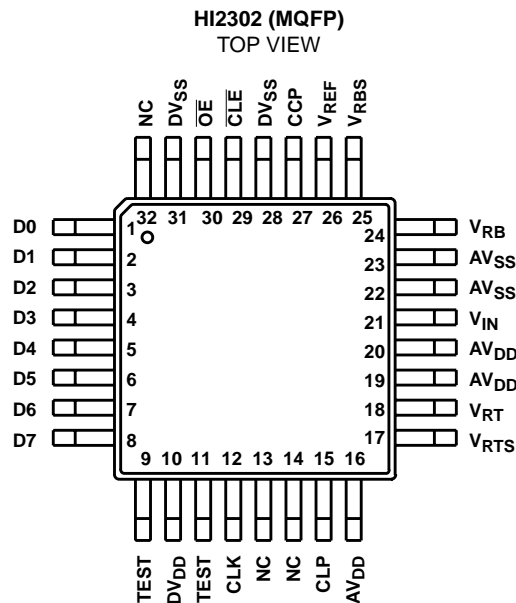 HI2302 (MQFP)
TOP VIEW
NC DVSS OE CLE DVSS CCP VREF VRBS
32 31 30 29 28 27 26 25
D0 1 24 VRB
D1 2 23 AVSS
D2 3 22 AVSS
D3 4 21 VIN
D4 5 20 AVDD
D5 6 19 AVDD
D6 7 18 VRT
D7 8 17 VRTS
9 10 11 12 13 14 15 16
TEST DVDD TEST CLK NC NC CLP AVDD